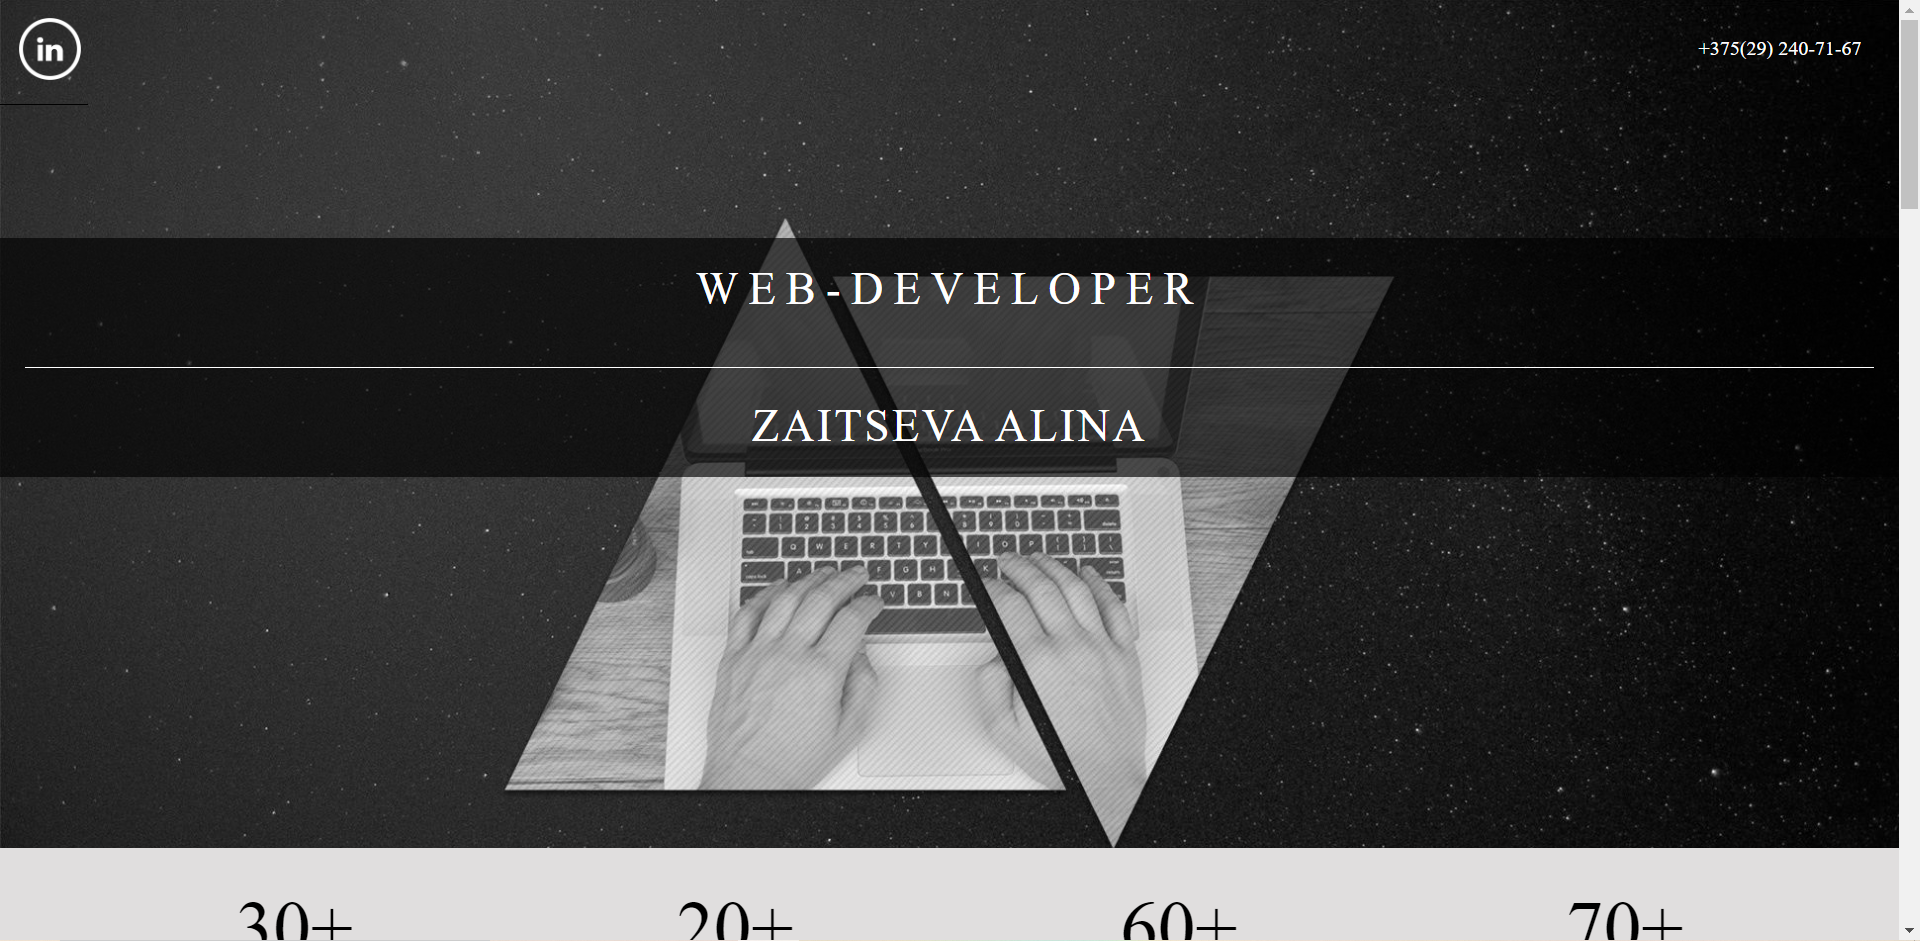 in
+375(29) 240-71-67
WEB-DEVELOPER
ZAITSEVA ALINA
30+
20+
60+
70+